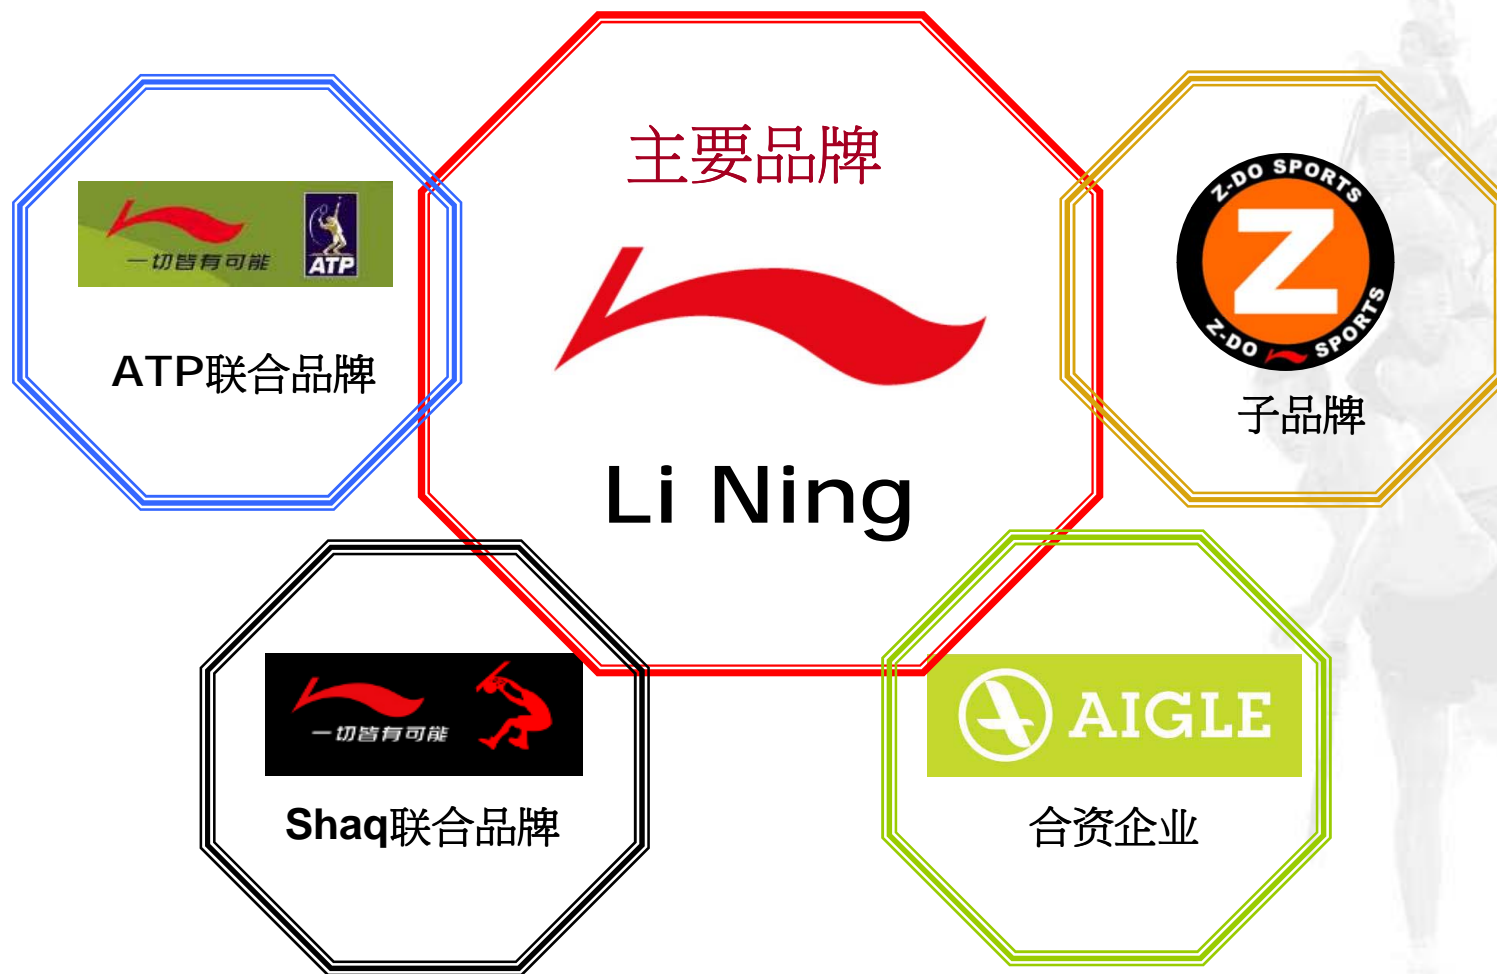 主要品牌
Li Ning
一切皆有可能
ATP
ATP联合品牌
Z-DO SPORTS
Z
Z-DO SPORTS
子品牌
一切皆有可能
Shaq联合品牌
AIGLE
合资企业